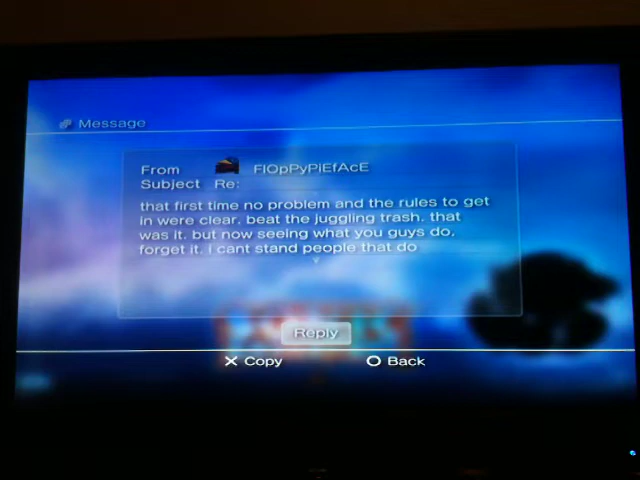 Message
From FlOpPyPiEfAcE
Subject Re:
that first time no problem and the rules to get
in were clear. beat the juggling trash. that
was it. but now seeing what you guys do.
forget it. i cant stand people that do
Reply
X Copy O Back